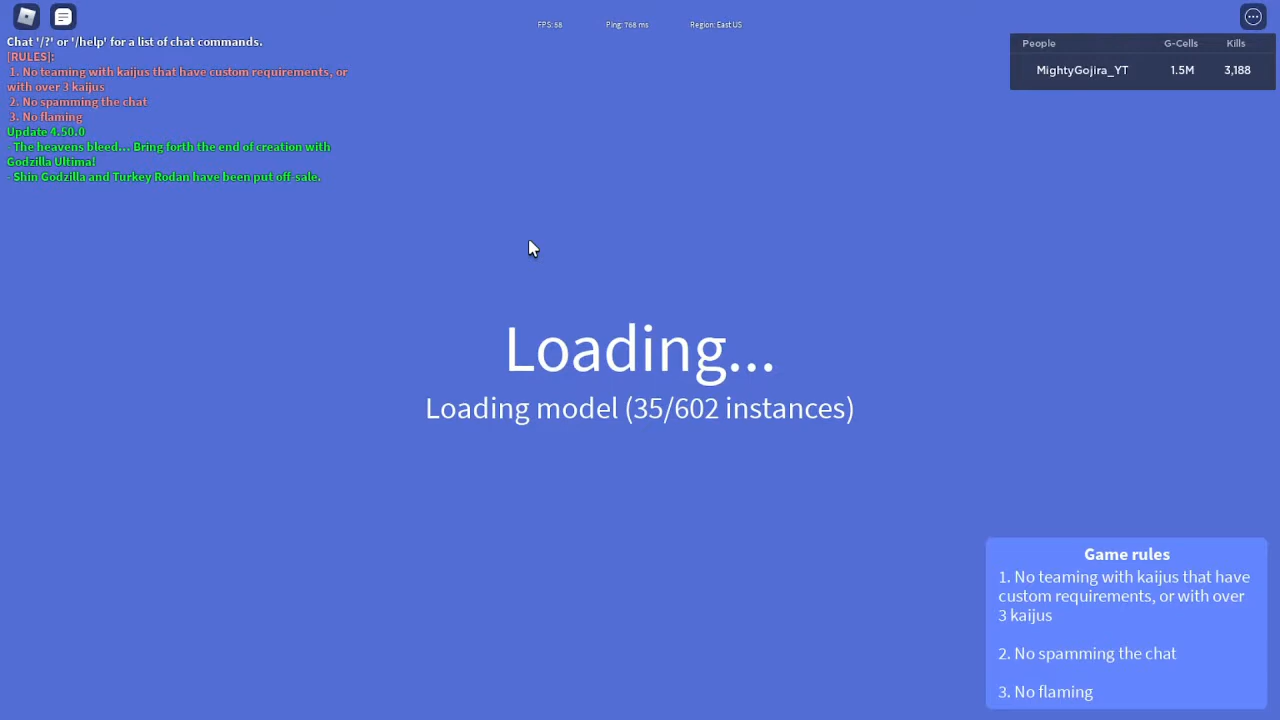 FPS: 58 Ping: 768 ms Region: East US
Chat '/?' or '/help' for a list of chat commands.
[RULES]:
1. No teaming with kaijus that have custom requirements, or
with over 3 kaijus
2. No spamming the chat
3. No flaming
Update 4.50.0
- The heavens bleed... Bring forth the end of creation with
Godzilla Ultima!
- Shin Godzilla and Turkey Rodan have been put off-sale.
People G-Cells Kills
MightyGojira_YT 1.5M 3,188
Loading...
Loading model (35/602 instances)
Game rules
1. No teaming with kaijus that have
custom requirements, or with over
3 kaijus
2. No spamming the chat
3. No flaming